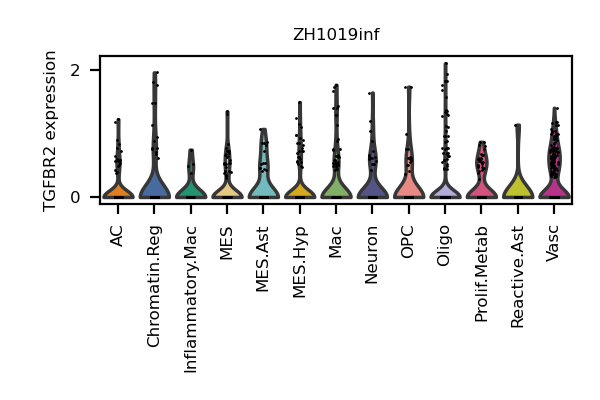 ZH1019inf
TGFBR2 expression
2
0
AC
Chromatin.Reg
Inflammatory.Mac
MES
MES.Ast
MES.Hyp
Mac
Neuron
OPC
Oligo
Prolif.Metab
Reactive.Ast
Vasc